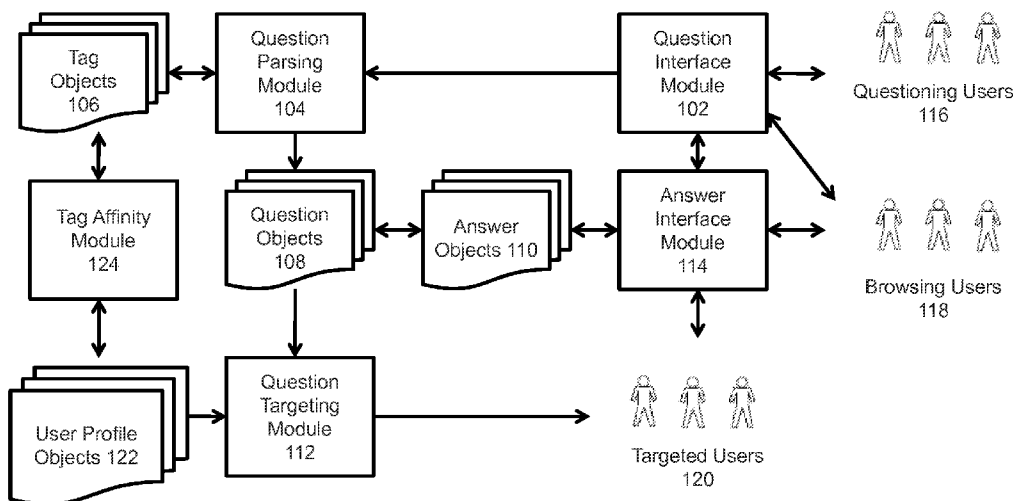 Tag
Objects
106
Question
Parsing
Module
104
Question
Interface
Module
102
Questioning Users
116
Tag Affinity
Module
124
Question
Objects
108
Answer
Objects 110
Answer
Interface
Module
114
Browsing Users
118
User Profile
Objects 122
Question
Targeting
Module
112
Targeted Users
120